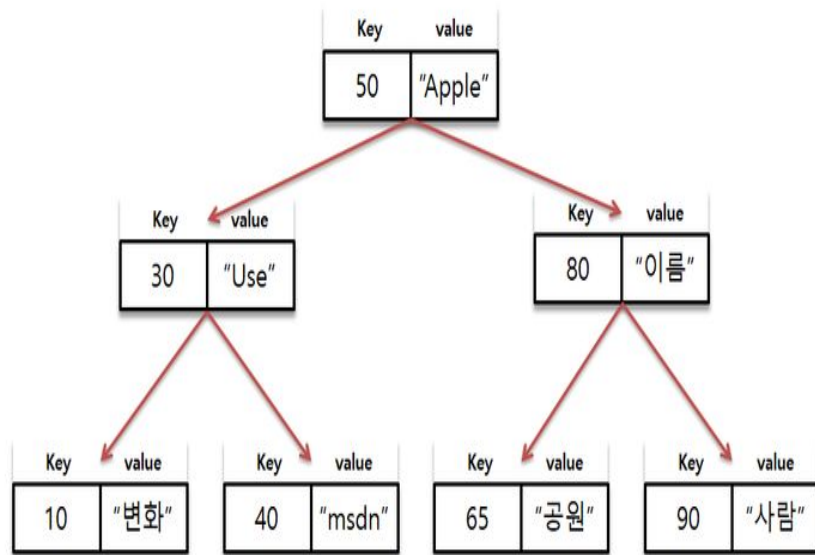 Key value
50 "Apple"
Key value
30 "Use"
Key value
80 "이름"
Key value
10 "변화"
Key value
40 "msdn"
Key value
65 "공원"
Key value
90 "사람"